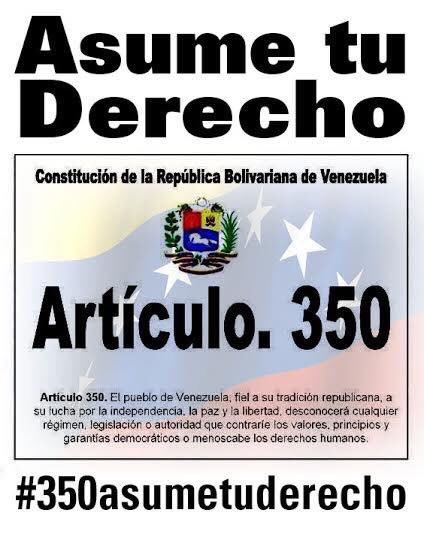 Asume tu
Derecho
Constitución de la República Bolivariana de Venezuela
Artículo. 350
Artículo 350. El pueblo de Venezuela, fiel a su tradición republicana, a
su lucha por la independencia, la paz y la libertad, desconocerá cualquier
régimen, legislación o autoridad que contraríe los valores, principios y
garantías democráticos o menoscabe los derechos humanos.
#350asumetuderecho